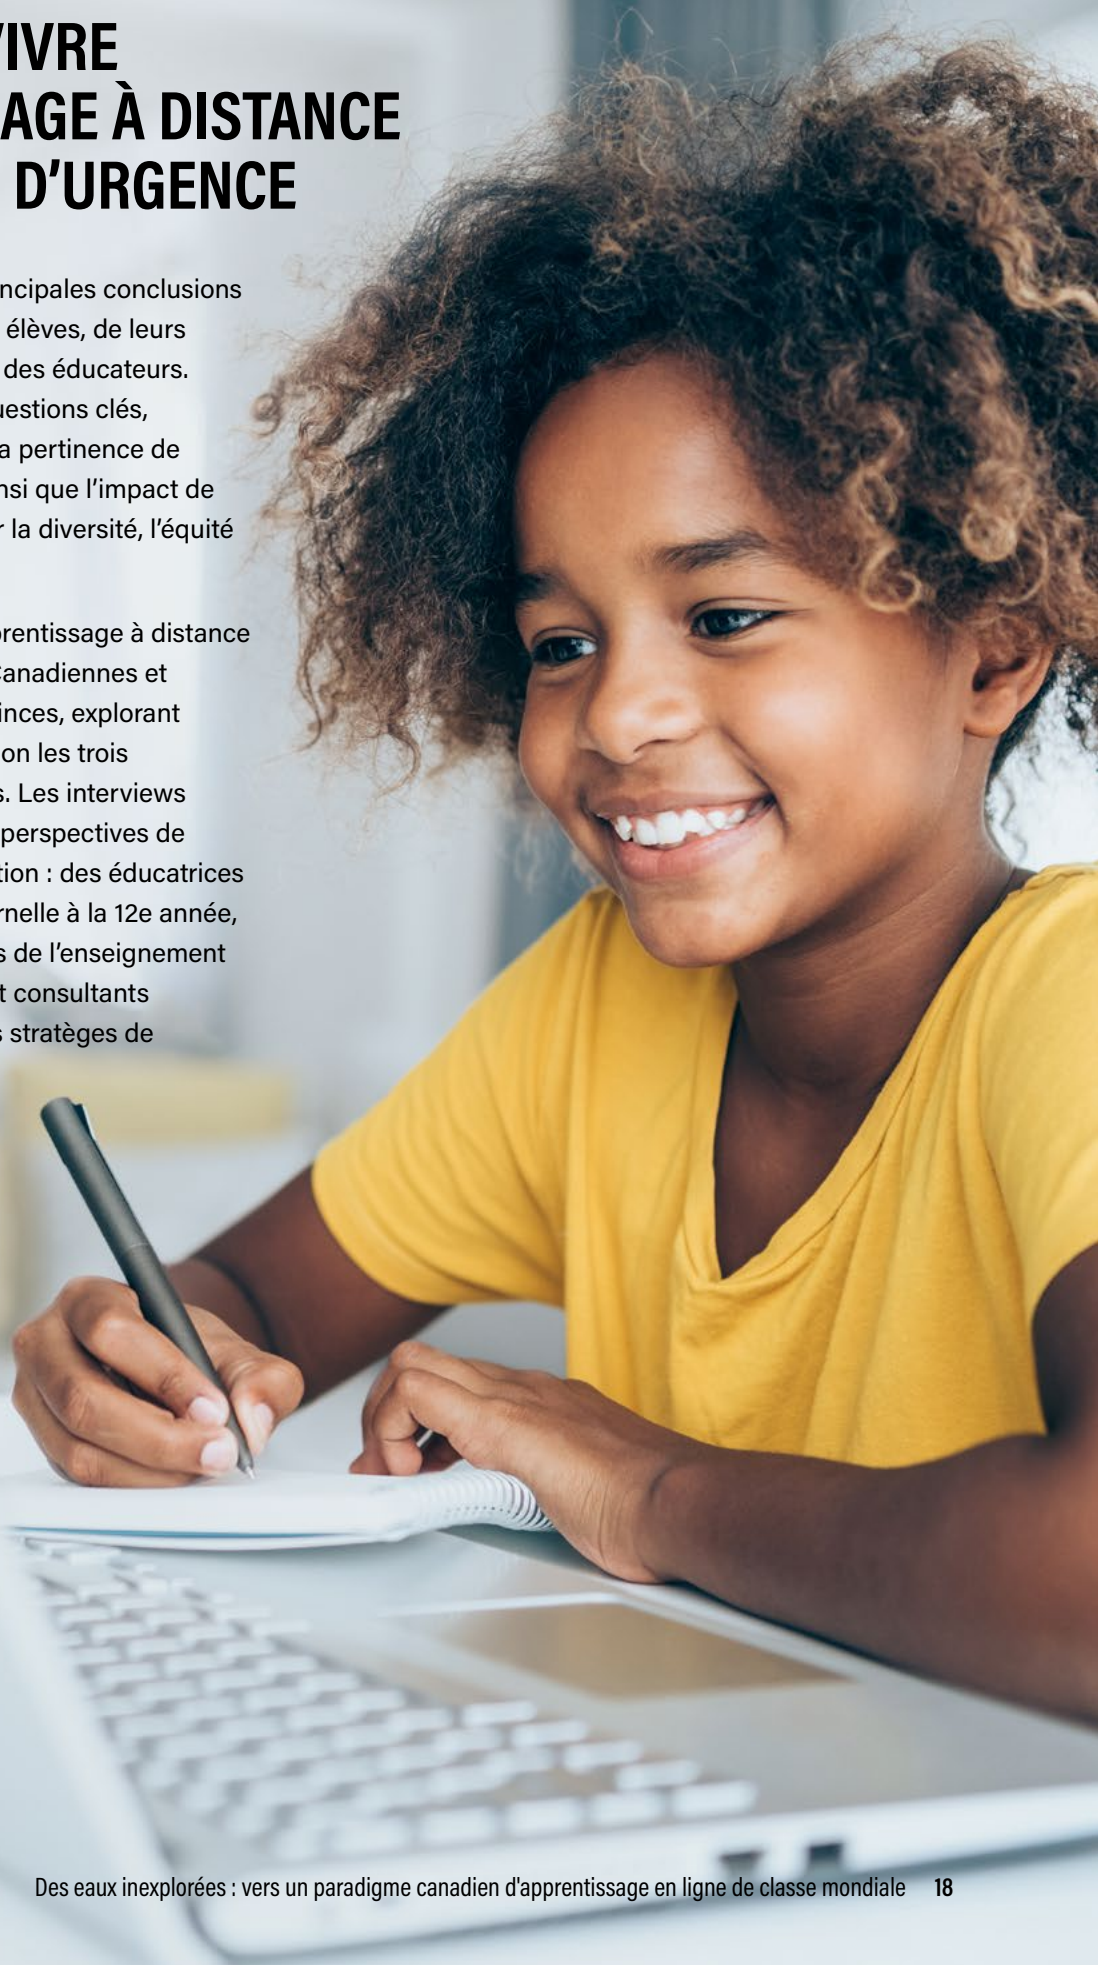 IVRE
AGE À DISTANCE
D'URGENCE
ncipales conclusions
élèves, de leurs
des éducateurs.
uestions clés,
a pertinence de
nsi que l'impact de
r la diversité, l'équité
prentissage à distance
Canadiennes et
inces, explorant
on les trois
s. Les interviews
perspectives de
tion : des éducatrices
rnelle à la 12e année,
s de l'enseignement
t consultants
s stratèges de
Des eaux inexplorées : vers un paradigme canadien d'apprentissage en ligne de classe mondiale 18